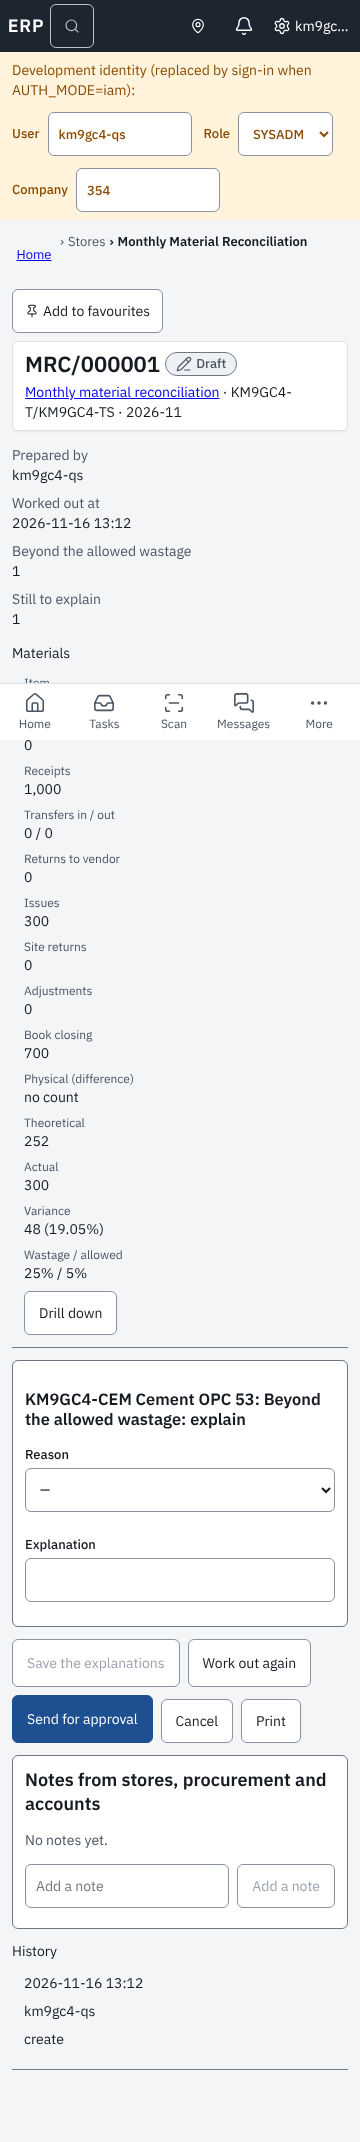 ERP
km9gc...
Development identity (replaced by sign-in when
AUTH_MODE=iam):
User km9gc4-qs Role SYSADM
Company 354
Home › Stores › Monthly Material Reconciliation
Add to favourites
MRC/000001 Draft
Monthly material reconciliation · KM9GC4-
T/KM9GC4-TS · 2026-11
Prepared by
km9gc4-qs
Worked out at
2026-11-16 13:12
Beyond the allowed wastage
1
Still to explain
1
Materials
Item
Home Tasks Scan Messages More
0
Receipts
1,000
Transfers in / out
0 / 0
Returns to vendor
0
Issues
300
Site returns
0
Adjustments
0
Book closing
700
Physical (difference)
no count
Theoretical
252
Actual
300
Variance
48 (19.05%)
Wastage / allowed
25% / 5%
Drill down
KM9GC4-CEM Cement OPC 53: Beyond
the allowed wastage: explain
Reason
—
Explanation
Save the explanations Work out again
Send for approval Cancel Print
Notes from stores, procurement and
accounts
No notes yet.
Add a note Add a note
History
2026-11-16 13:12
km9gc4-qs
create